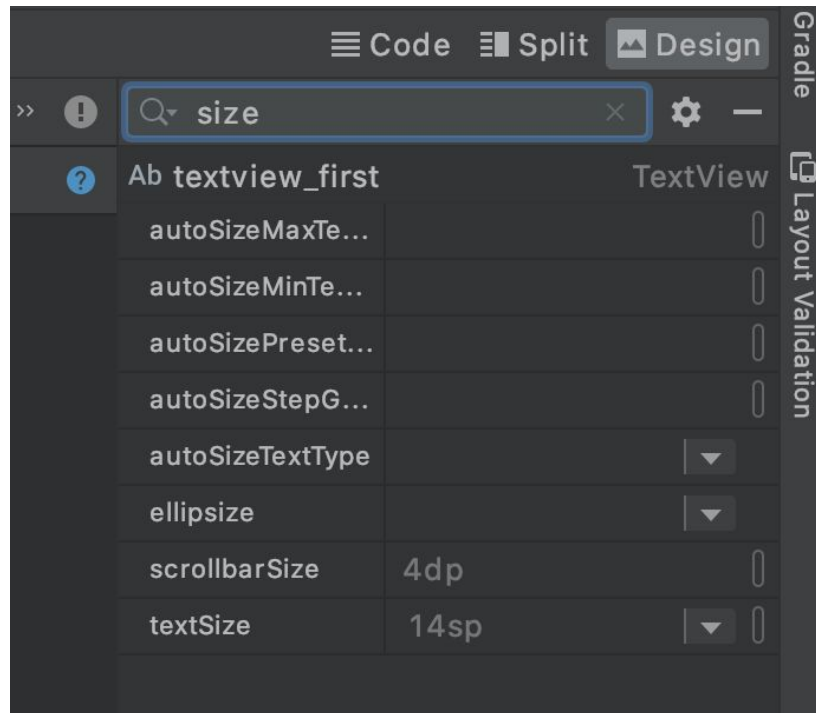 Code Split Design
size
Ab textview_first TextView
autoSizeMaxTe...
autoSizeMinTe...
autoSizePreset...
autoSizeStepG...
autoSizeTextType
ellipsize
scrollbarSize 4dp
textSize 14sp
Gradle
Layout Validation